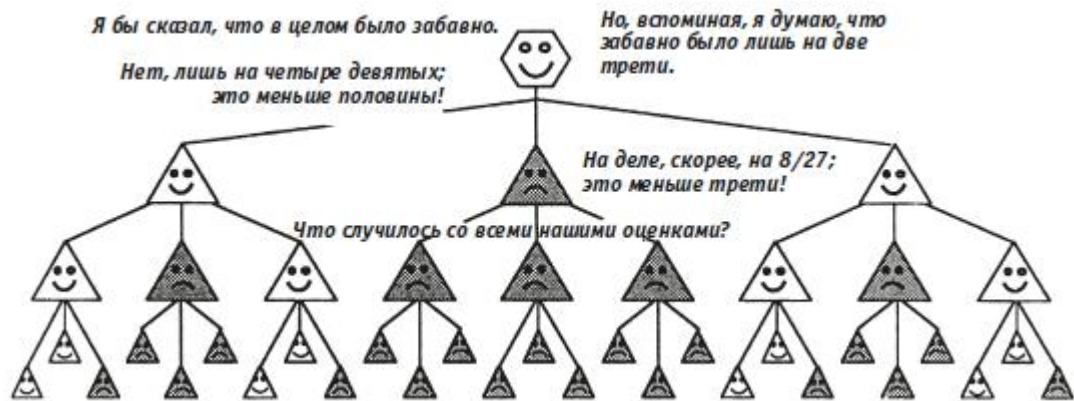 Я бы сказал, что в целом было забавно.
Но, вспоминая, я думаю, что
забавно было лишь на две
трети.
Нет, лишь на четыре девятых;
это меньше половины!
На деле, скорее, на 8/27;
это меньше трети!
Что случилось со всеми нашими оценками?